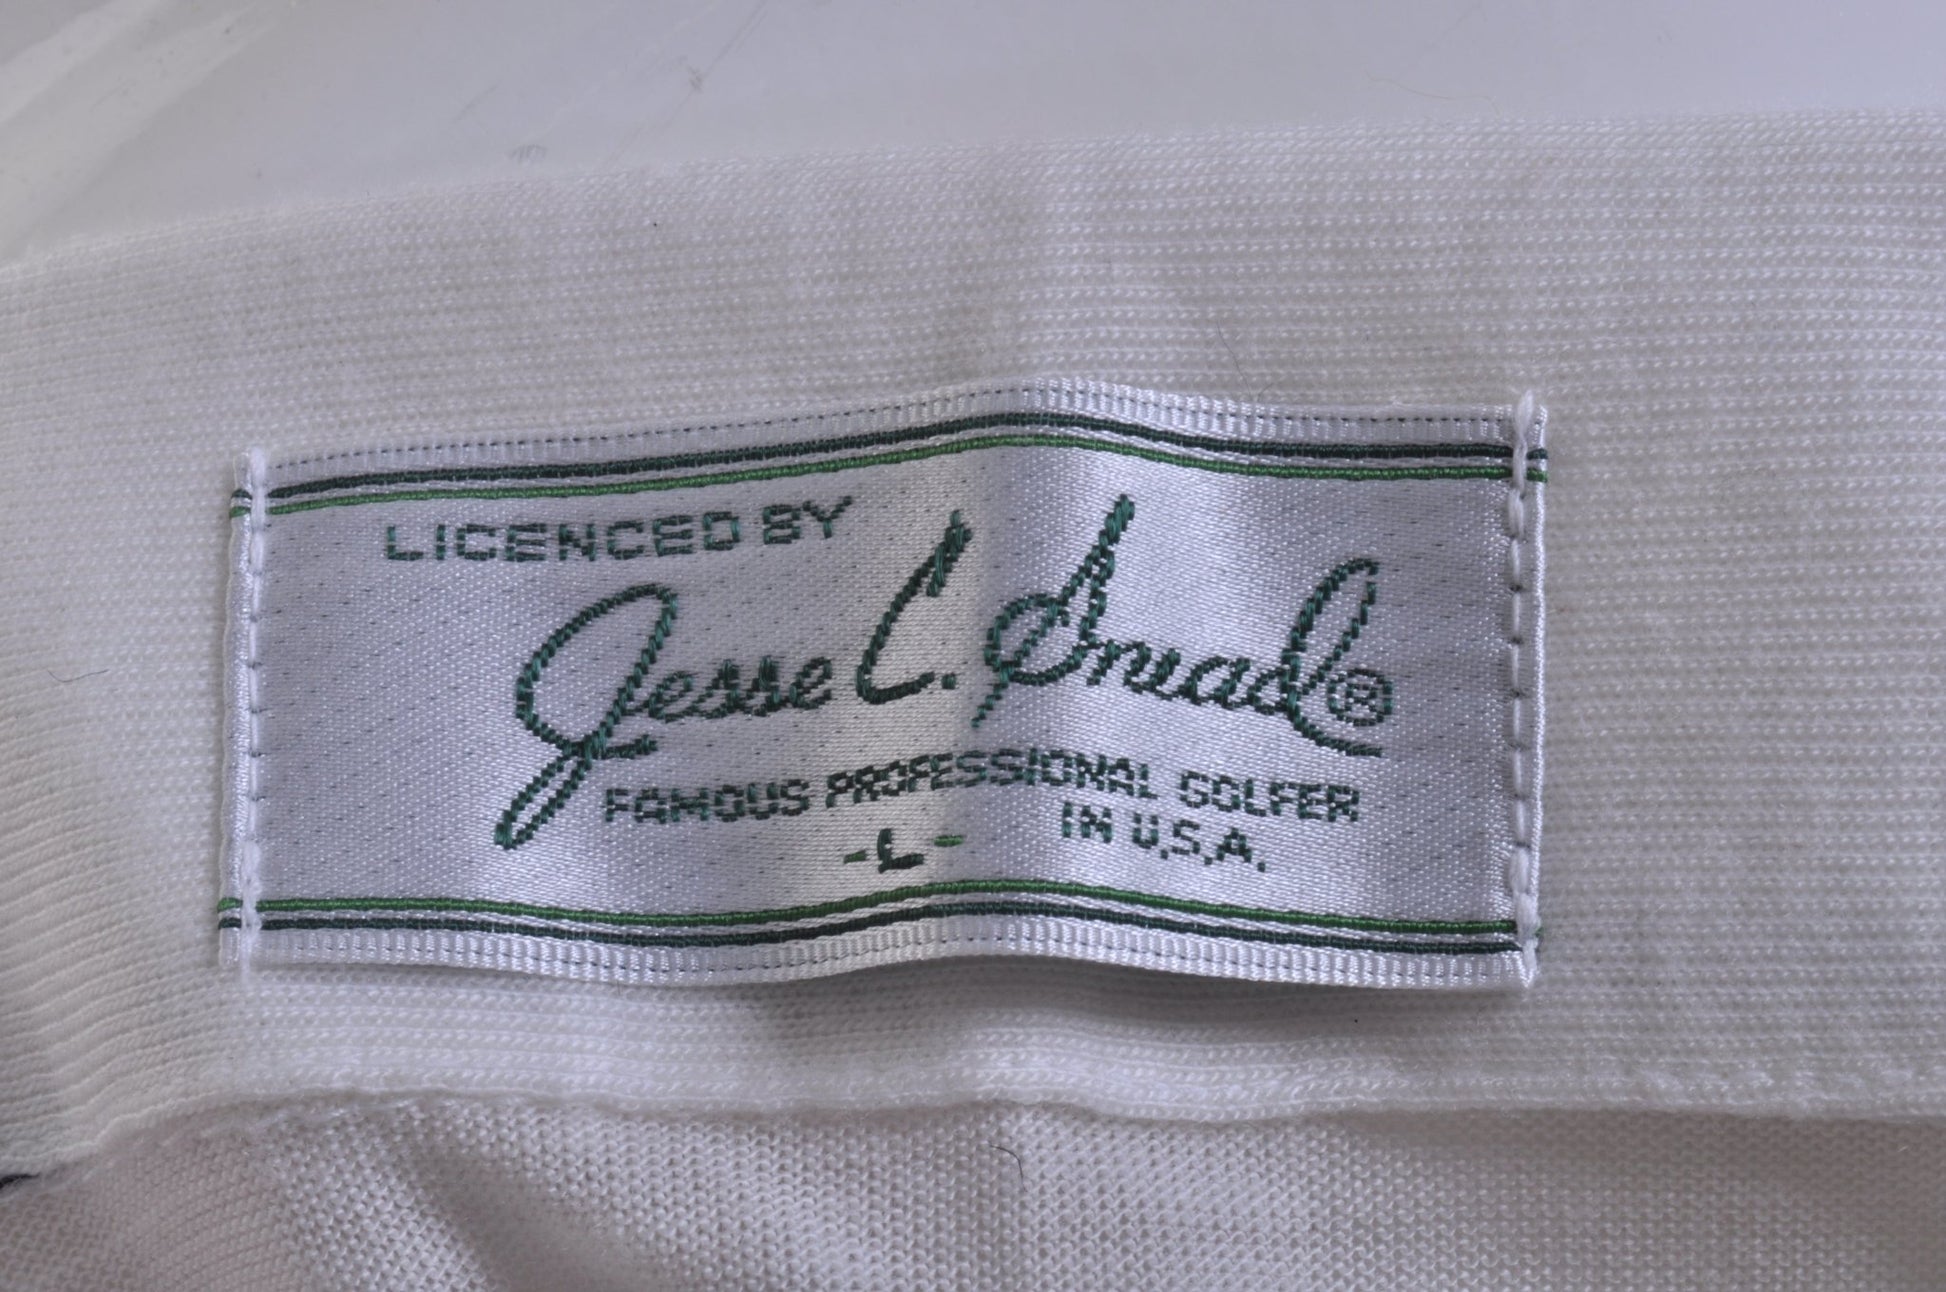 LICENCED BY
Jesse C. Snead®
FAMOUS PROFESSIONAL GOLFER
IN U.S.A.
-L-